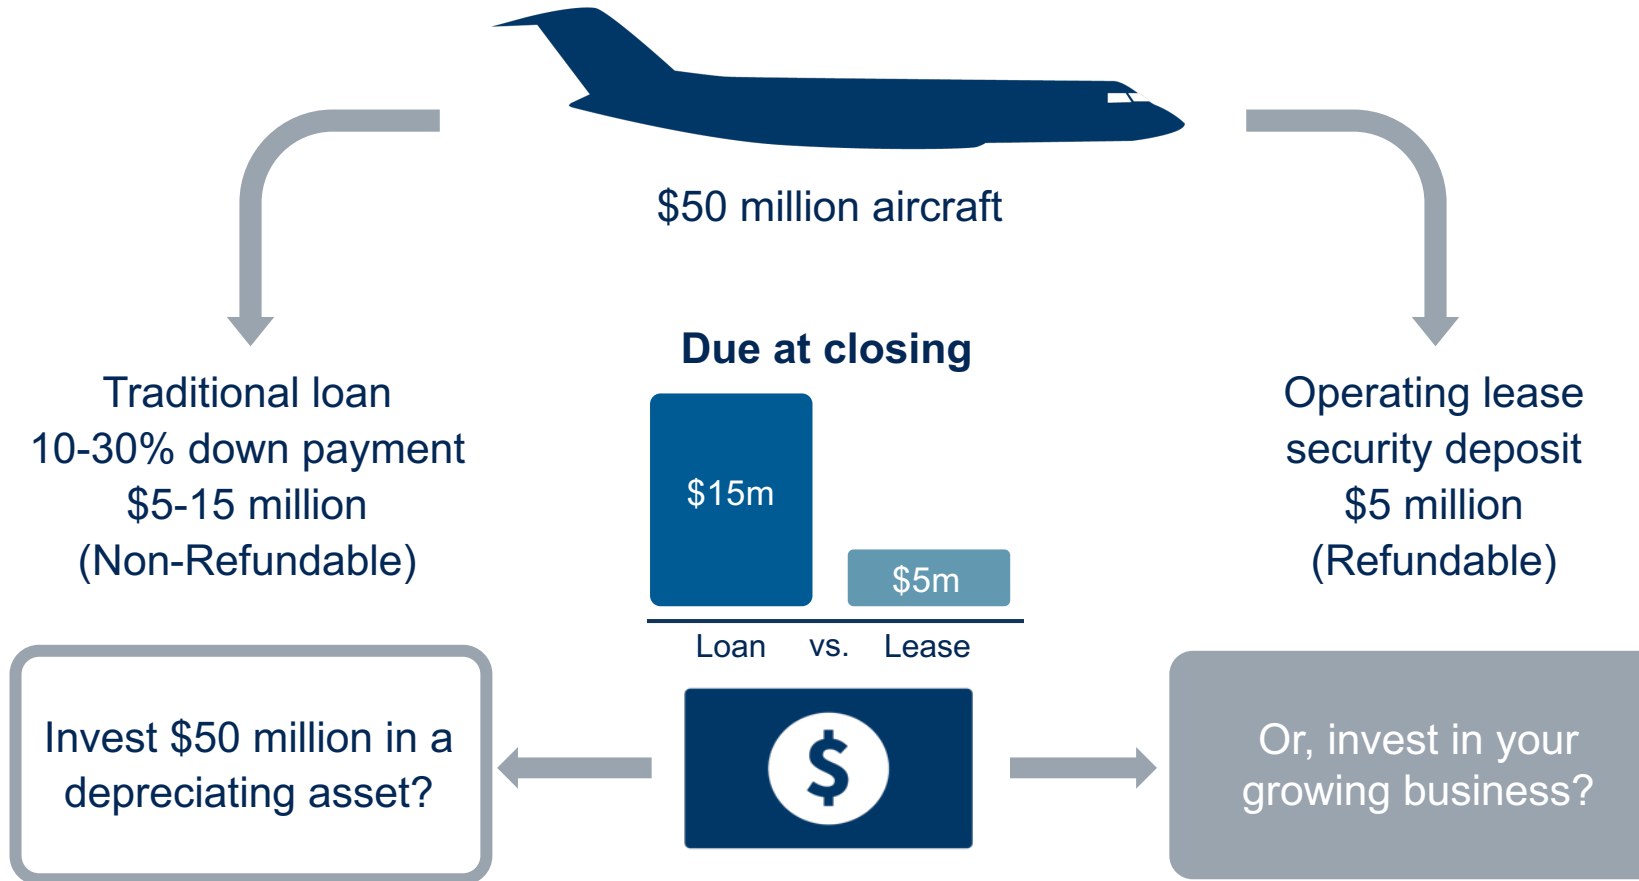 $50 million aircraft
Traditional loan
10-30% down payment
$5-15 million
(Non-Refundable)
Due at closing
$15m
$5m
Loan vs. Lease
Operating lease
security deposit
$5 million
(Refundable)
Invest $50 million in a
depreciating asset?
$
Or, invest in your
growing business?